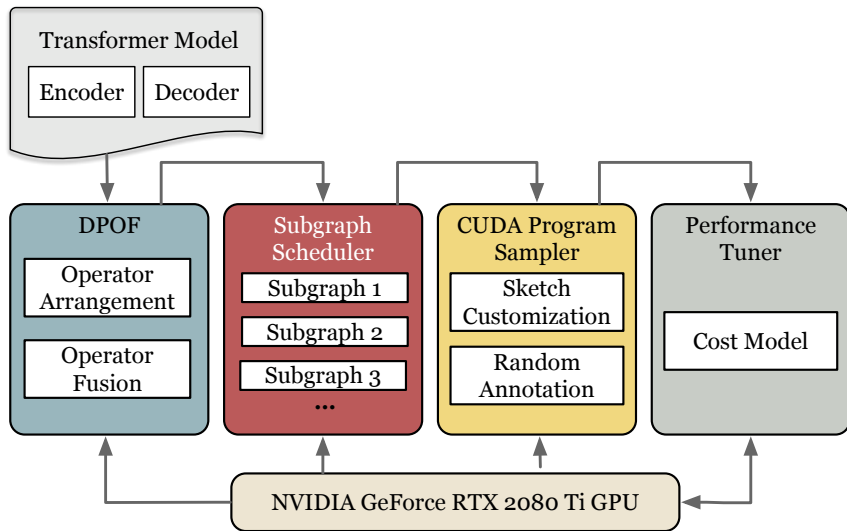 Transformer Model
Encoder
Decoder
DPOF
Operator
Arrangement
Operator
Fusion
Subgraph
Scheduler
Subgraph 1
Subgraph 2
Subgraph 3
...
CUDA Program
Sampler
Sketch
Customization
Random
Annotation
Performance
Tuner
Cost Model
NVIDIA GeForce RTX 2080 Ti GPU